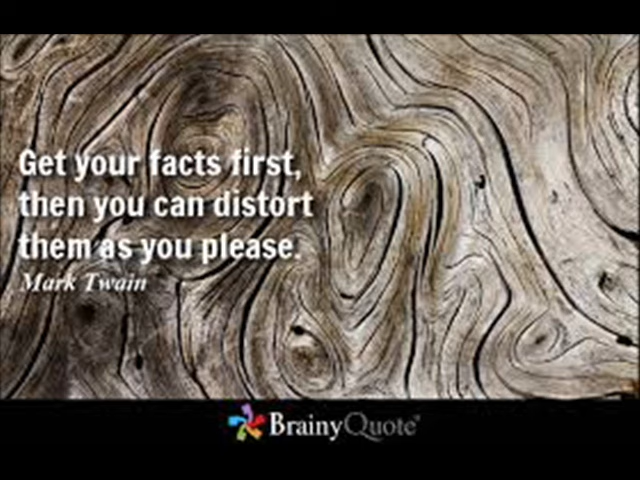 Get your facts first,
then you can distort
them as you please.
Mark Twain
BrainyQuote